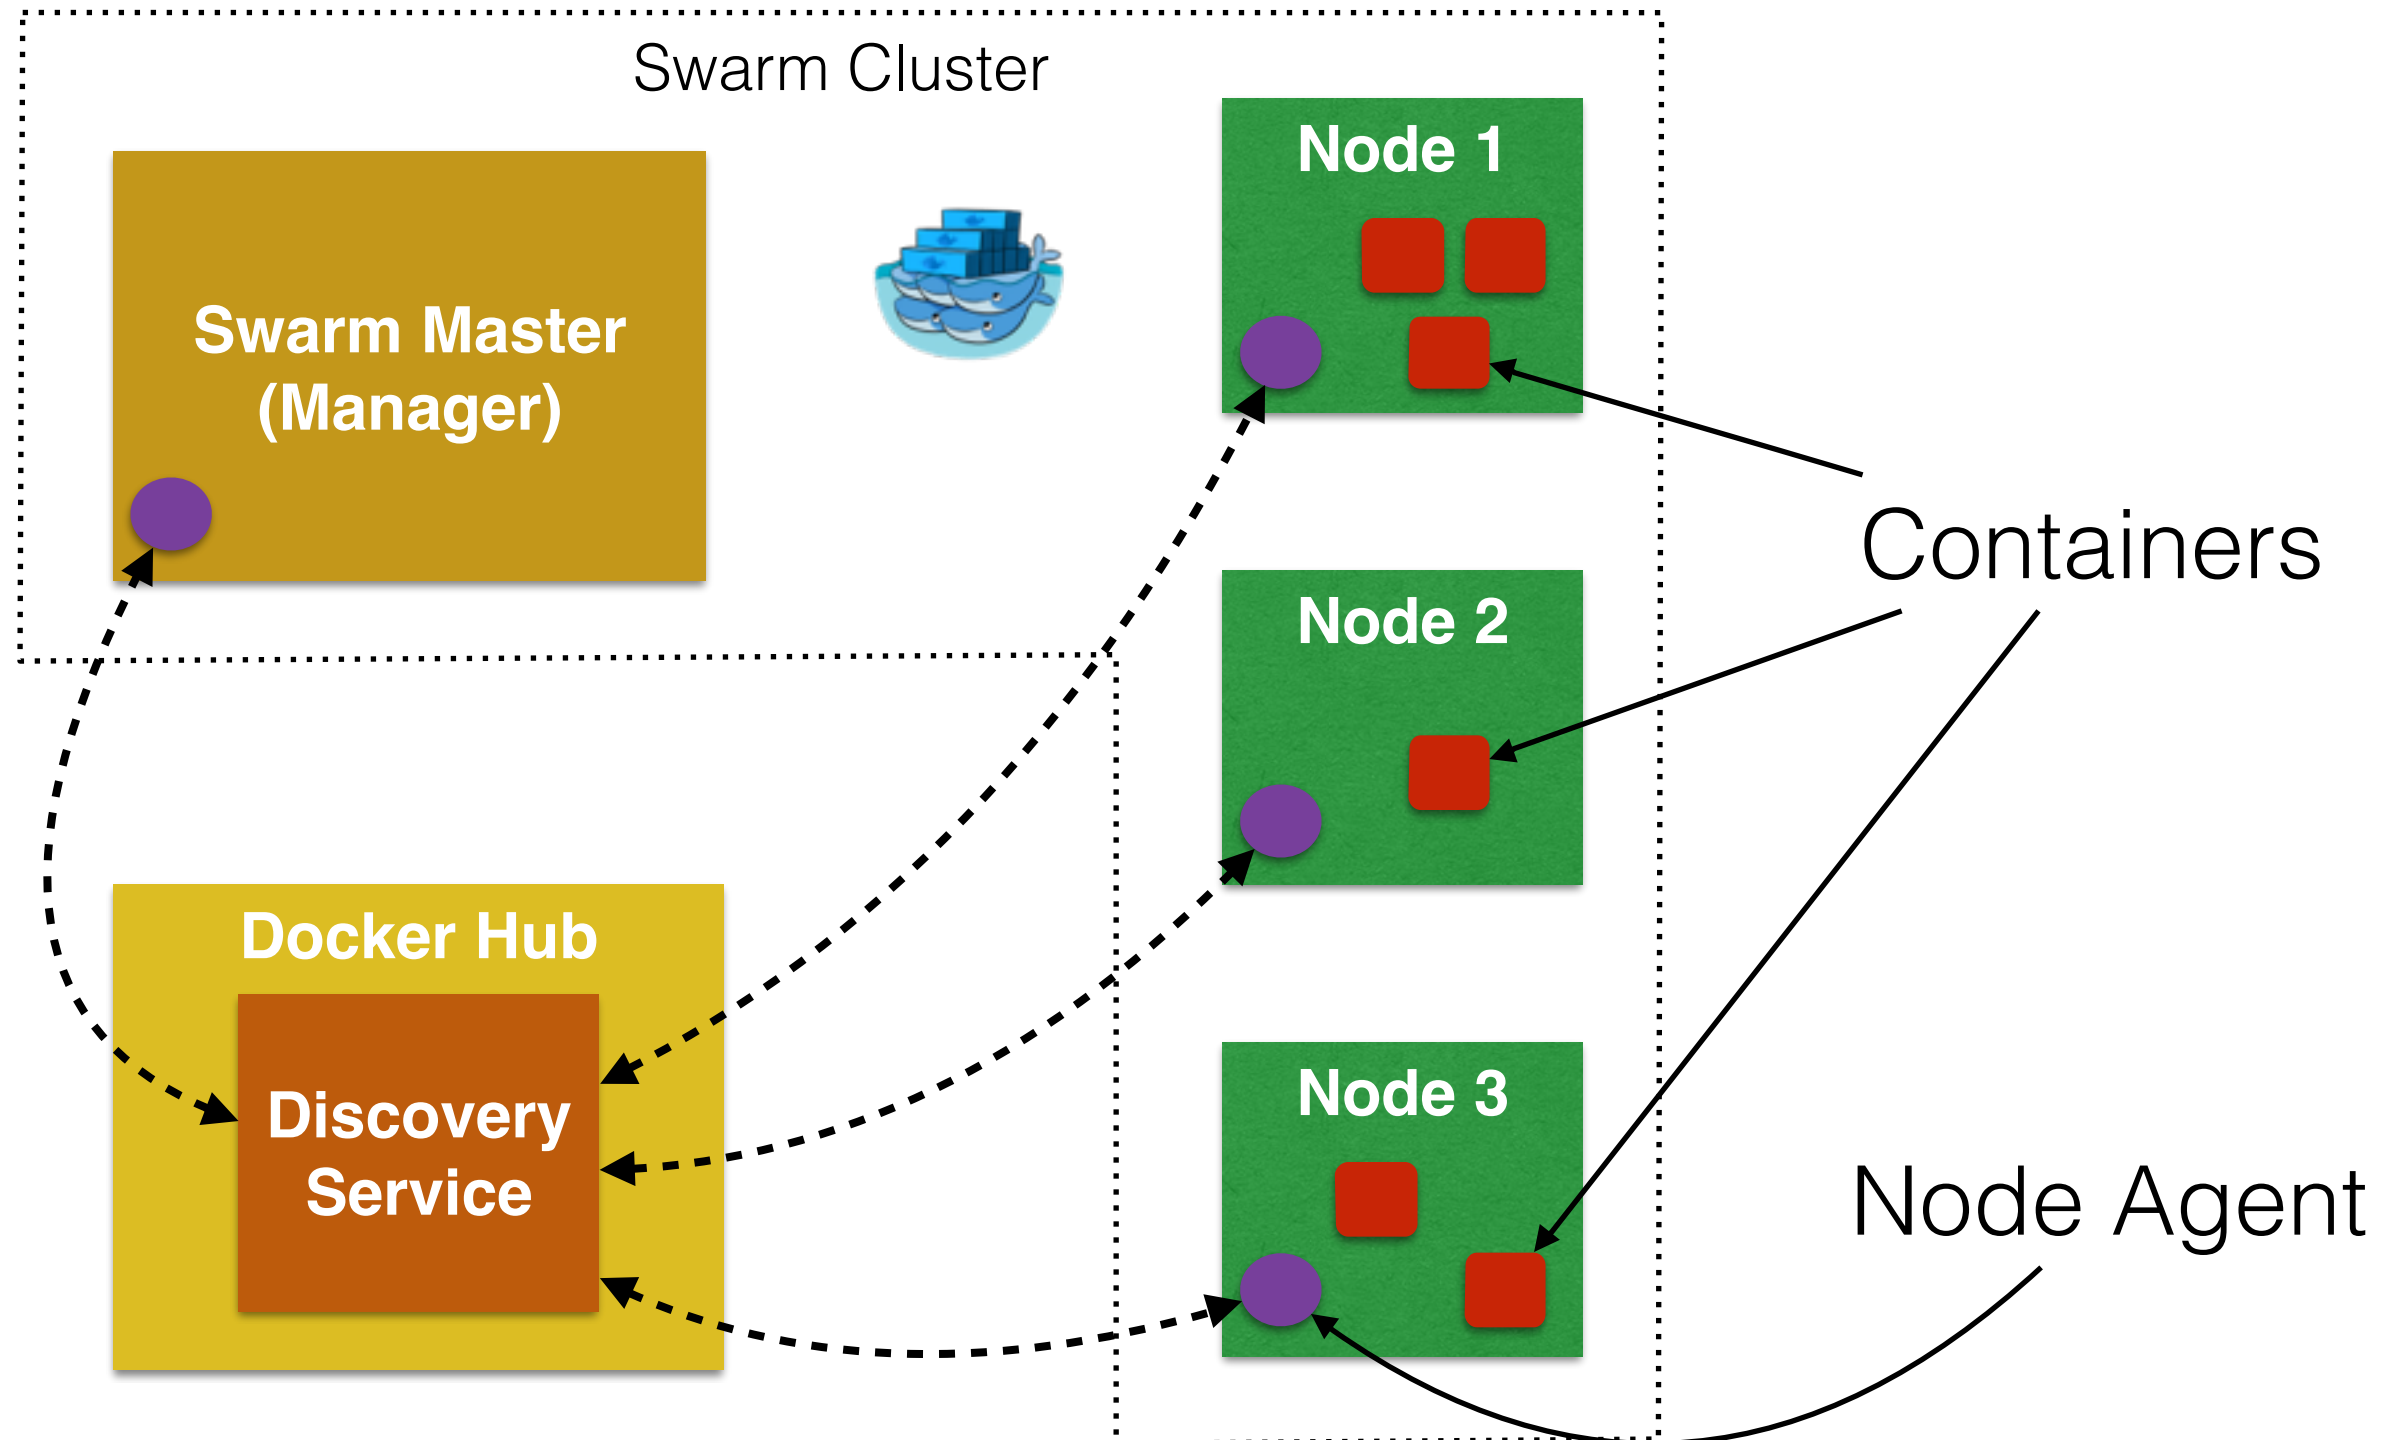 Swarm Cluster
Swarm Master
(Manager)
Node 1
Containers
Node 2
Docker Hub
Discovery
Service
Node 3
Node Agent